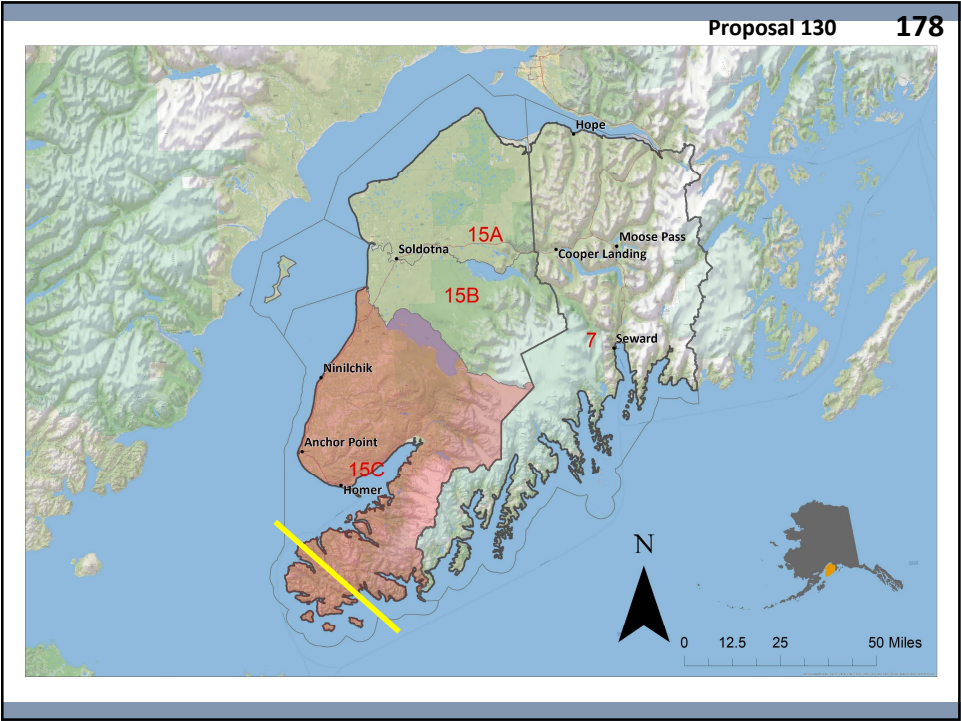 Proposal 130
178
Hope
15A
Moose Pass
Soldotna
Cooper Landing
15B
7
Seward
Ninilchik
Anchor Point
15C
Homer
N
0 12.5 25 50 Miles